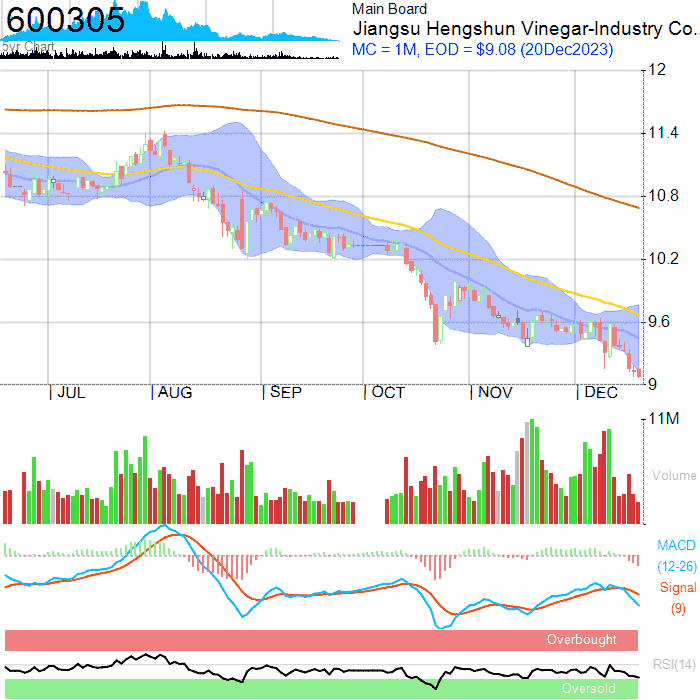 600305
5yr Chart
Main Board
Jiangsu Hengshun Vinegar-Industry Co..
MC = 1M, EOD = $9.08 (20Dec2023)
12
11.4
10.8
10.2
9.6
9
JUL AUG SEP OCT NOV DEC
11M
Volume
MACD
(12-26)
Signal
(9)
Overbought
RSI(14)
Oversold